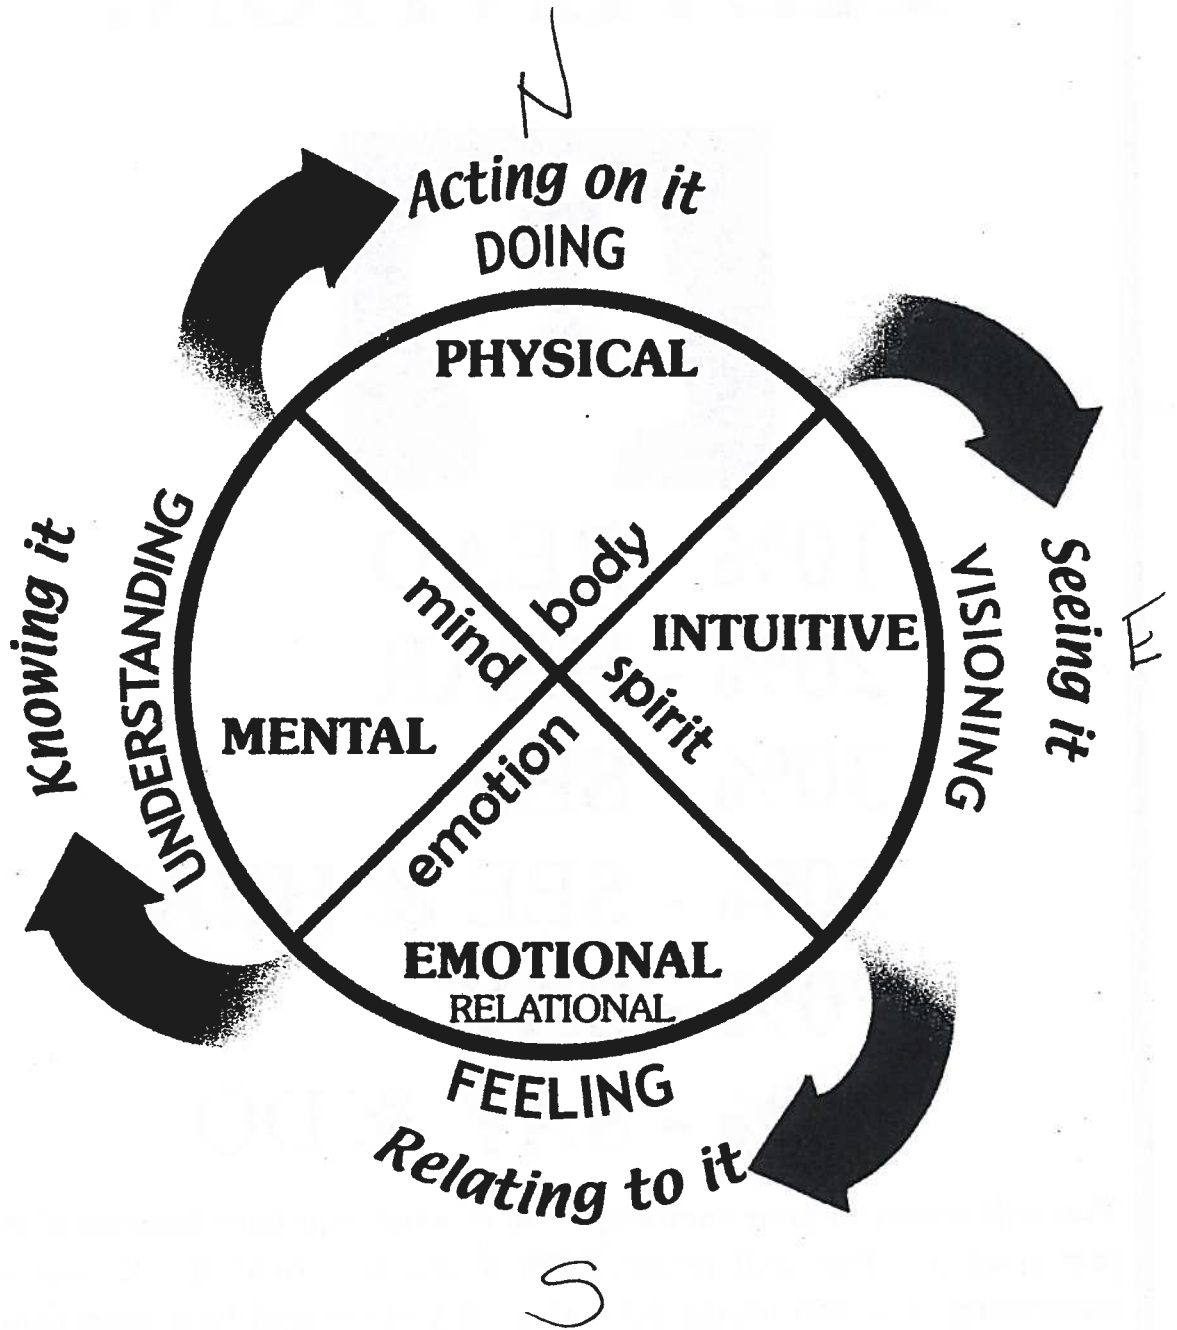 N
Acting on it
DOING
PHYSICAL
Seeing it
VISIONING
E
INTUITIVE
body
spirit
mind
emotion
Knowing it
UNDERSTANDING
MENTAL
EMOTIONAL
RELATIONAL
FEELING
Relating to it
S